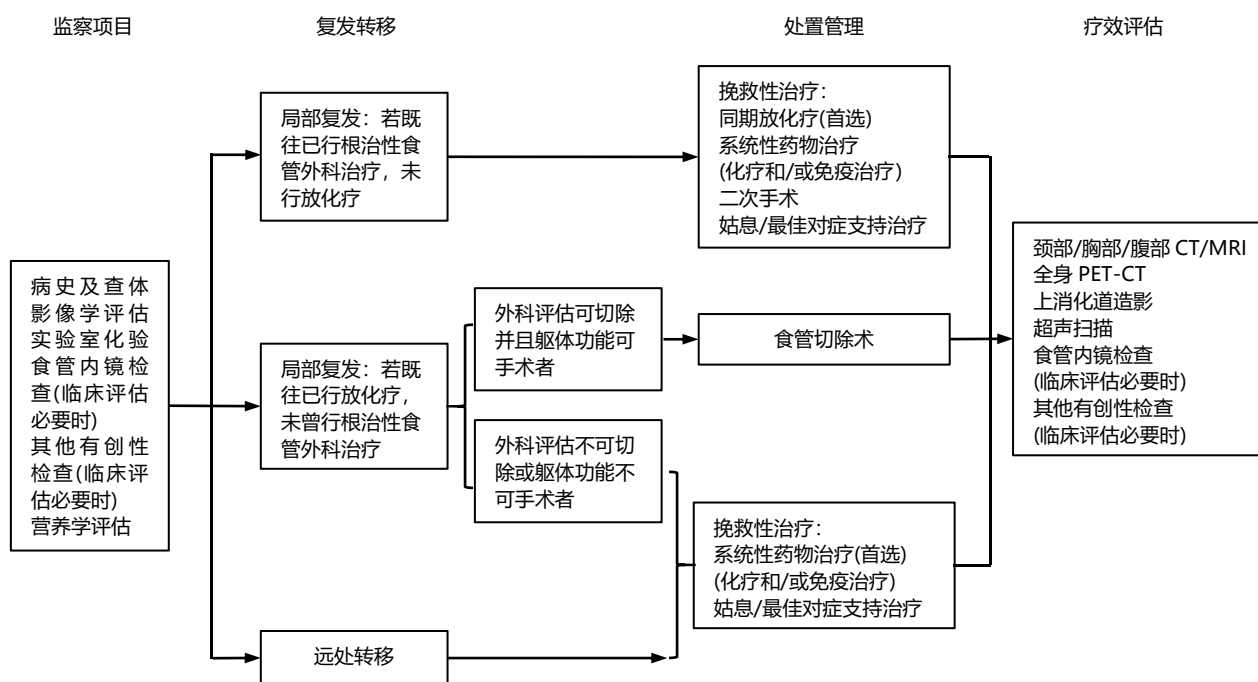 监察项目
复发转移
处置管理
疗效评估
病史及查体
影像学评估
实验室化验
食管内镜检
查(临床评估
必要时)
其他有创性
检查(临床评
估必要时)
营养学评估
局部复发：若既
往已行根治性食
管外科治疗，未
行放化疗
挽救性治疗：
同期放化疗(首选)
系统性药物治疗
(化疗和/或免疫治疗)
二次手术
姑息/最佳对症支持治疗
局部复发：若既
往已行放化疗，
未曾行根治性食
管外科治疗
外科评估可切除
并且躯体功能可
手术者
食管切除术
外科评估不可切
除或躯体功能不
可手术者
远处转移
挽救性治疗：
系统性药物治疗(首选)
(化疗和/或免疫治疗)
姑息/最佳对症支持治疗
颈部/胸部/腹部 CT/MRI
全身 PET-CT
上消化道造影
超声扫描
食管内镜检查
(临床评估必要时)
其他有创性检查
(临床评估必要时)